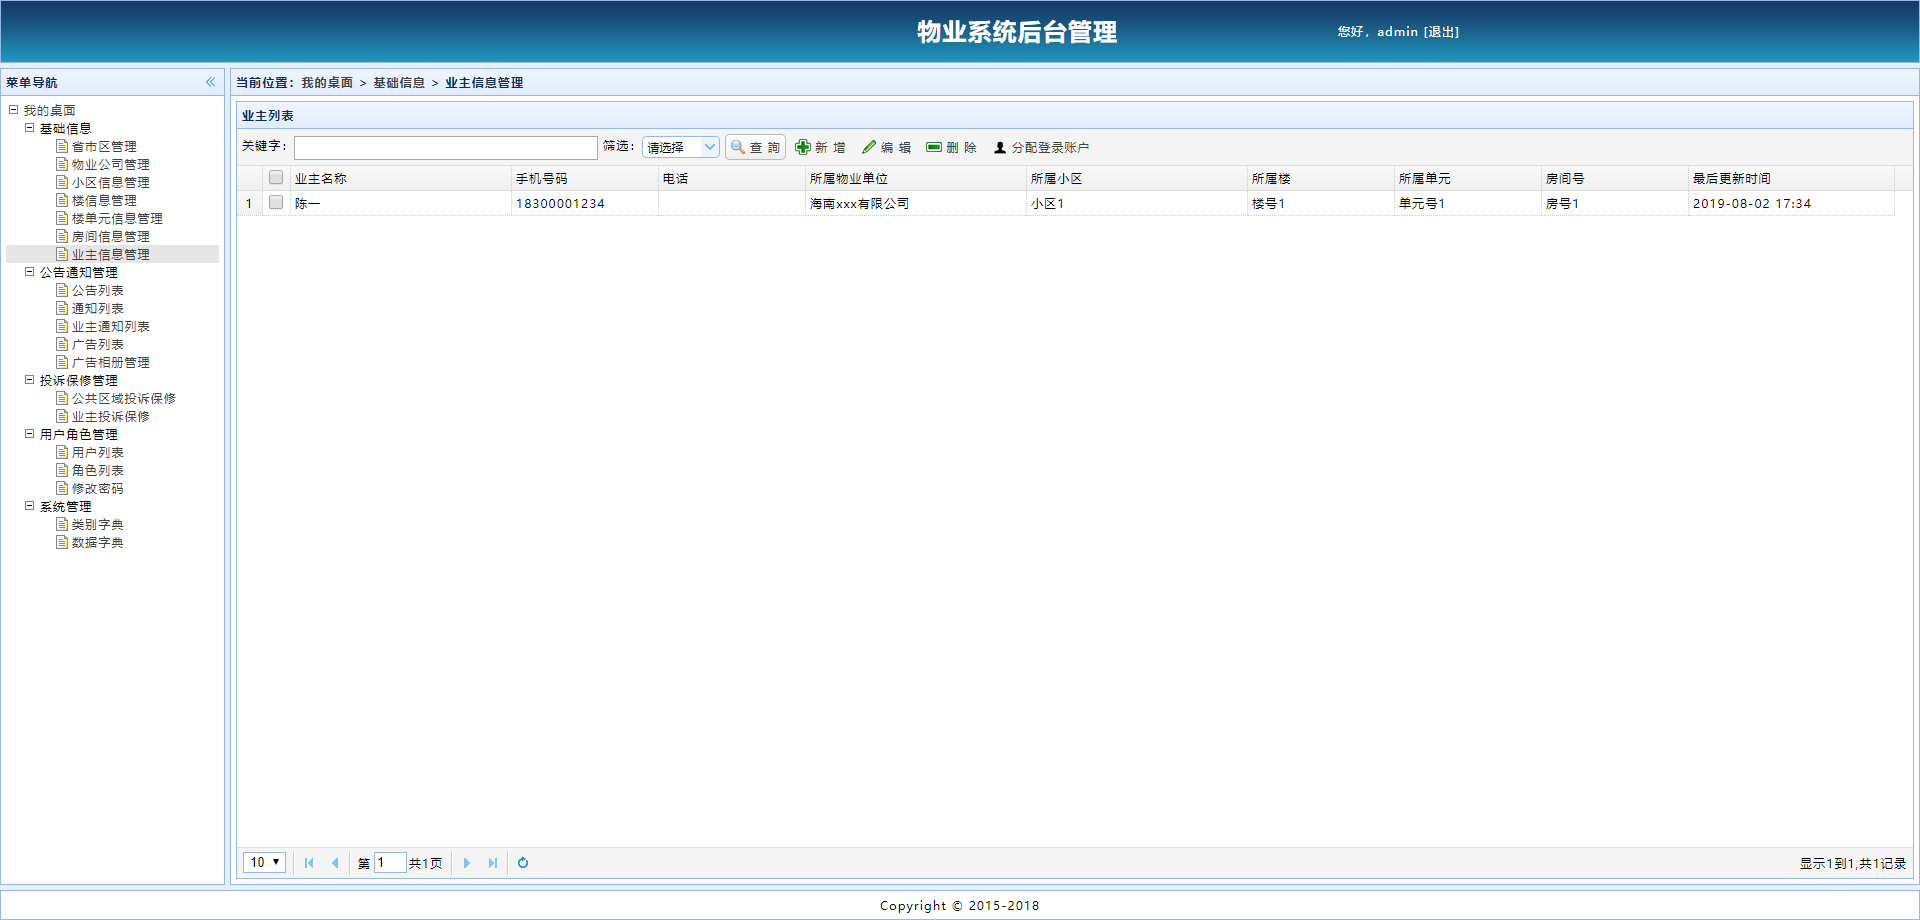 物业系统后台管理
您好，admin [退出]
菜单导航
我的桌面
基础信息
省市区管理
物业公司管理
小区信息管理
楼信息管理
楼单元信息管理
房间信息管理
业主信息管理
公告通知管理
公告列表
通知列表
业主通知列表
广告列表
广告相册管理
投诉保修管理
公共区域投诉保修
业主投诉保修
用户角色管理
用户列表
角色列表
修改密码
系统管理
类别字典
数据字典
当前位置：我的桌面 > 基础信息 > 业主信息管理
业主列表
关键字： 筛选： 请选择 查 詢 新 增 编 辑 删 除 分配登录账户
业主名称 手机号码 电话 所属物业单位 所属小区 所属楼 所属单元 房间号 最后更新时间
1 陈一 18300001234 海南xxx有限公司 小区1 楼号1 单元号1 房号1 2019-08-02 17:34
10 第 1 共1页 显示1到1,共1记录
Copyright © 2015-2018